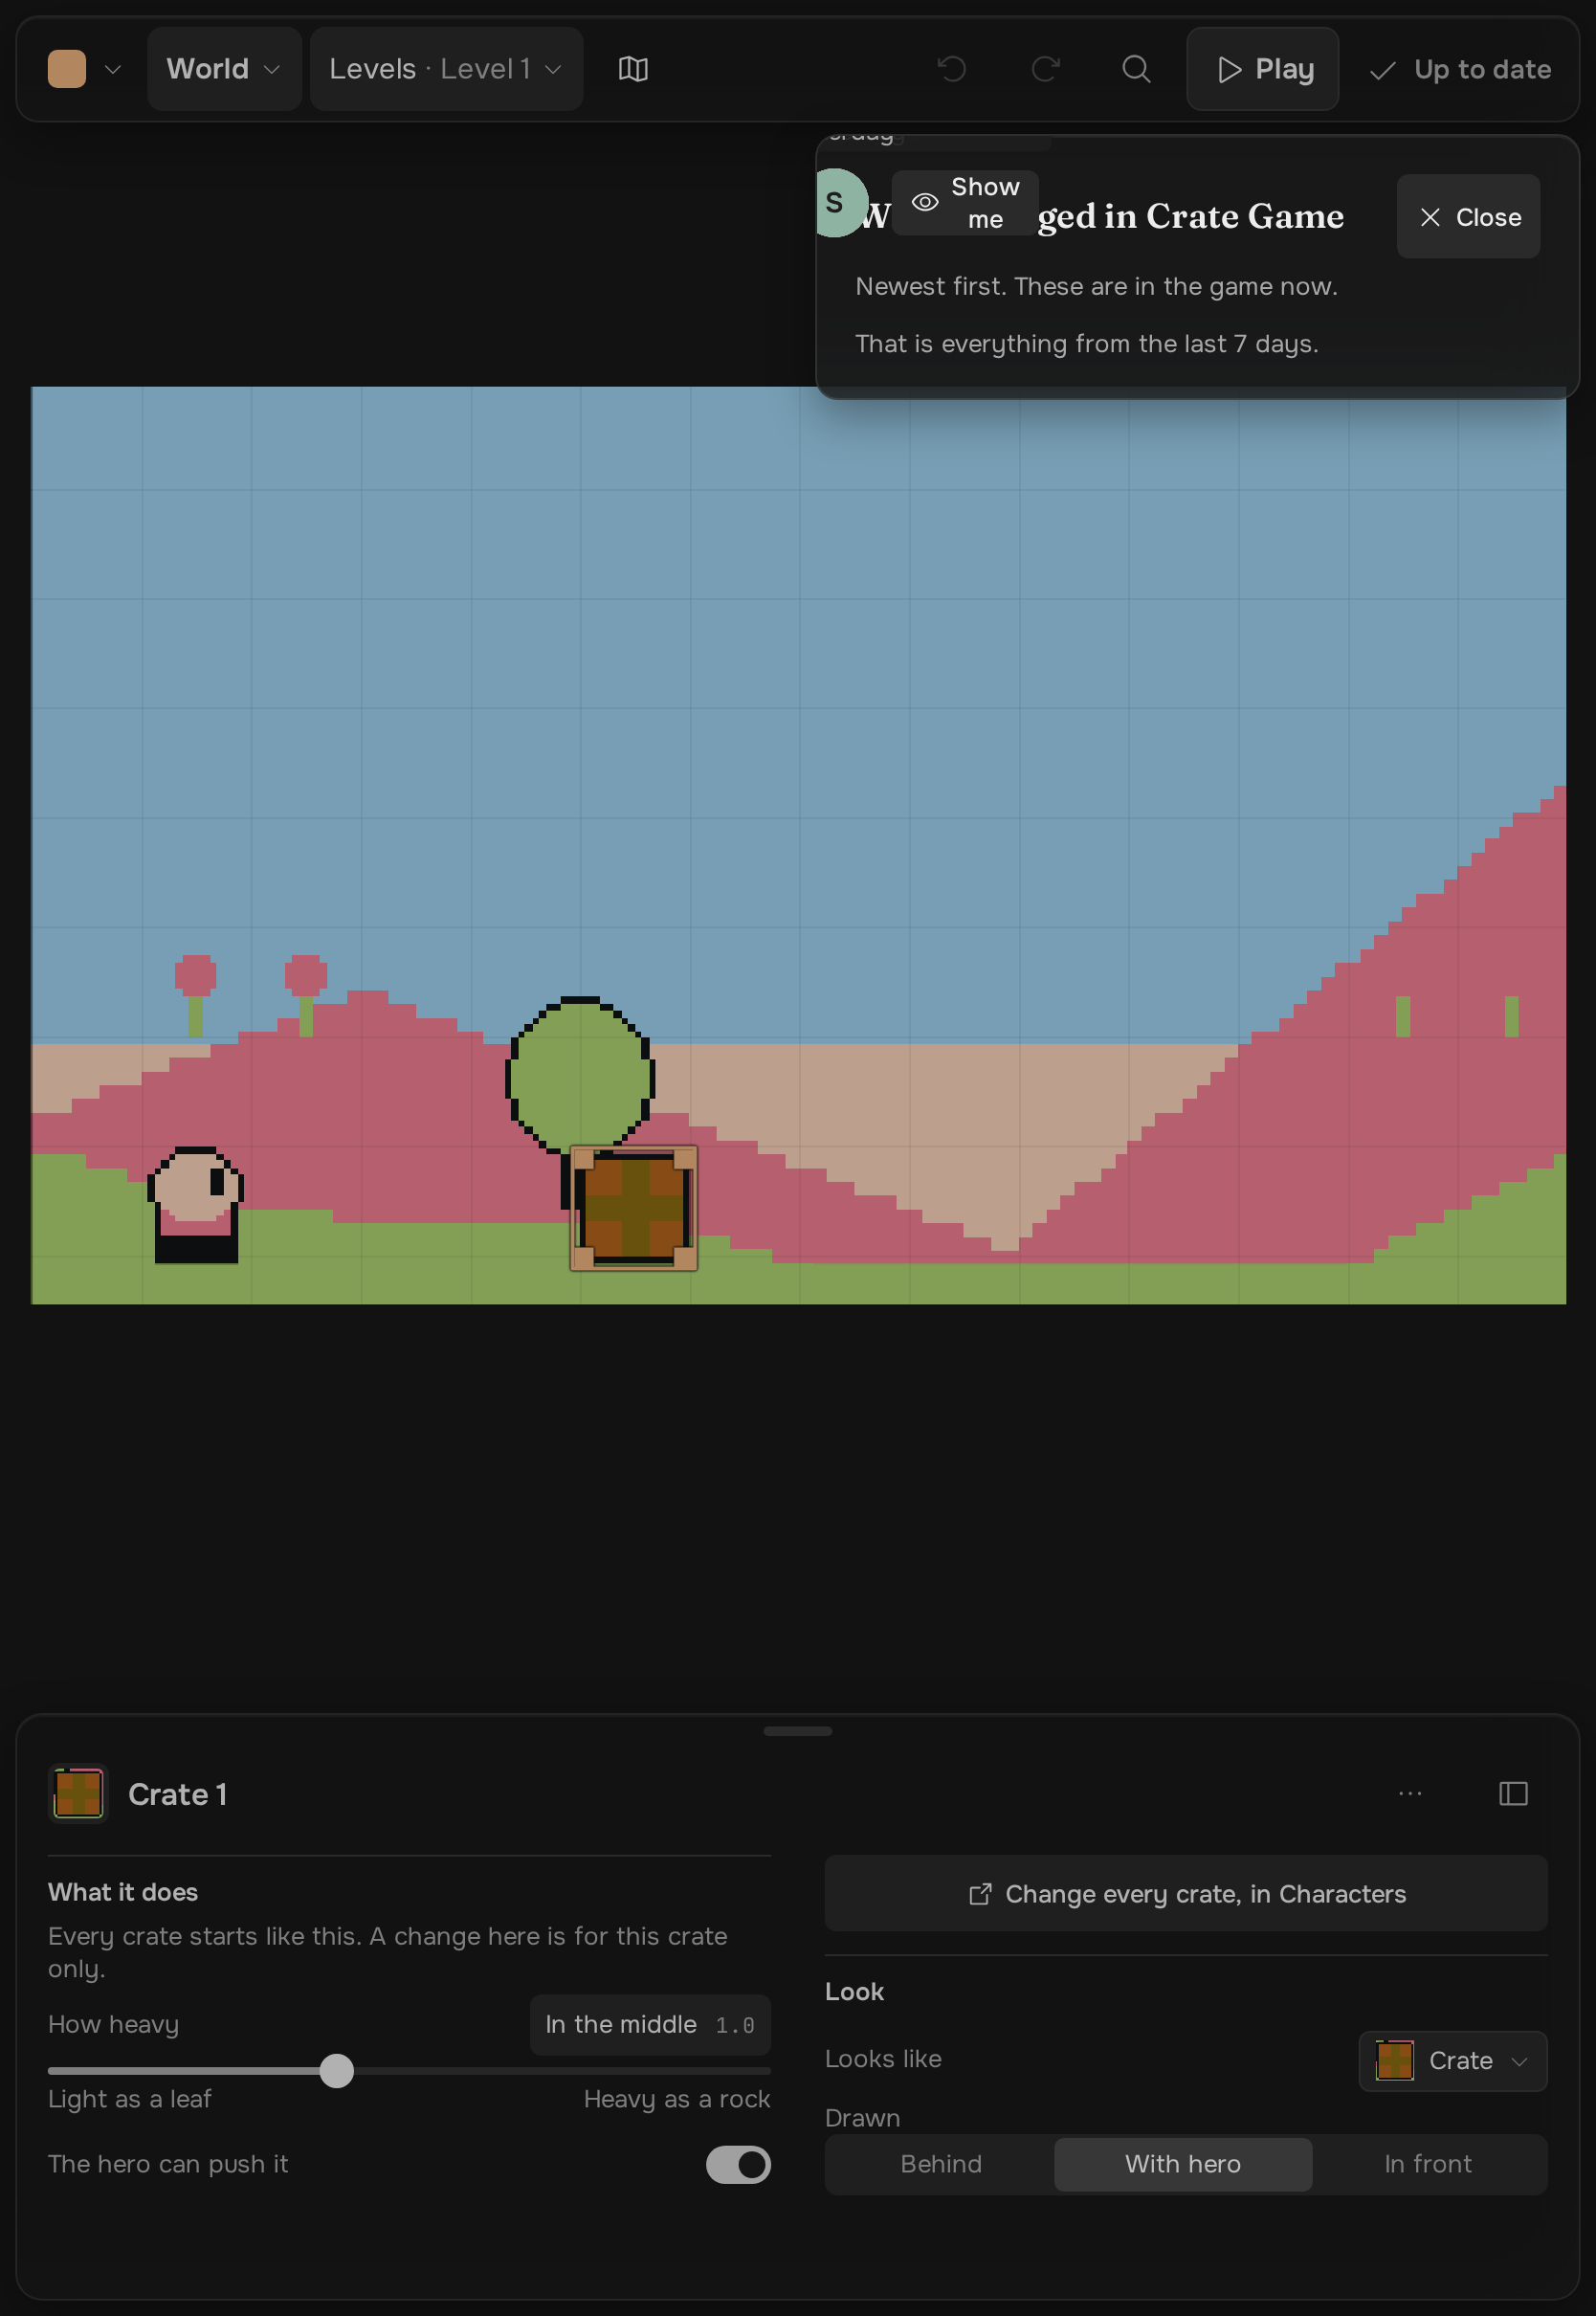 World
Levels · Level 1
Play
Up to date
S
Show
me
ged in Crate Game
Close
Newest first. These are in the game now.
That is everything from the last 7 days.
Crate 1
...
What it does
Every crate starts like this. A change here is for this crate
only.
How heavy
In the middle 1.0
Light as a leaf
Heavy as a rock
The hero can push it
Change every crate, in Characters
Look
Looks like
Crate
Drawn
Behind
With hero
In front